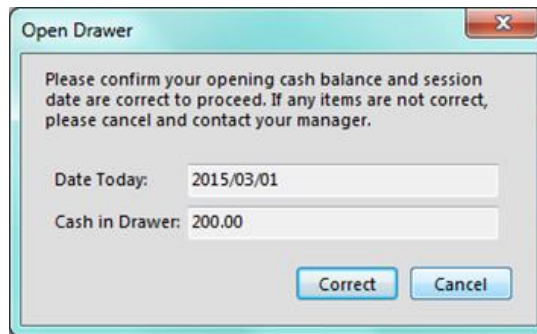 Open Drawer
Please confirm your opening cash balance and session
date are correct to proceed. If any items are not correct,
please cancel and contact your manager.
Date Today: 2015/03/01
Cash in Drawer: 200.00
Correct Cancel